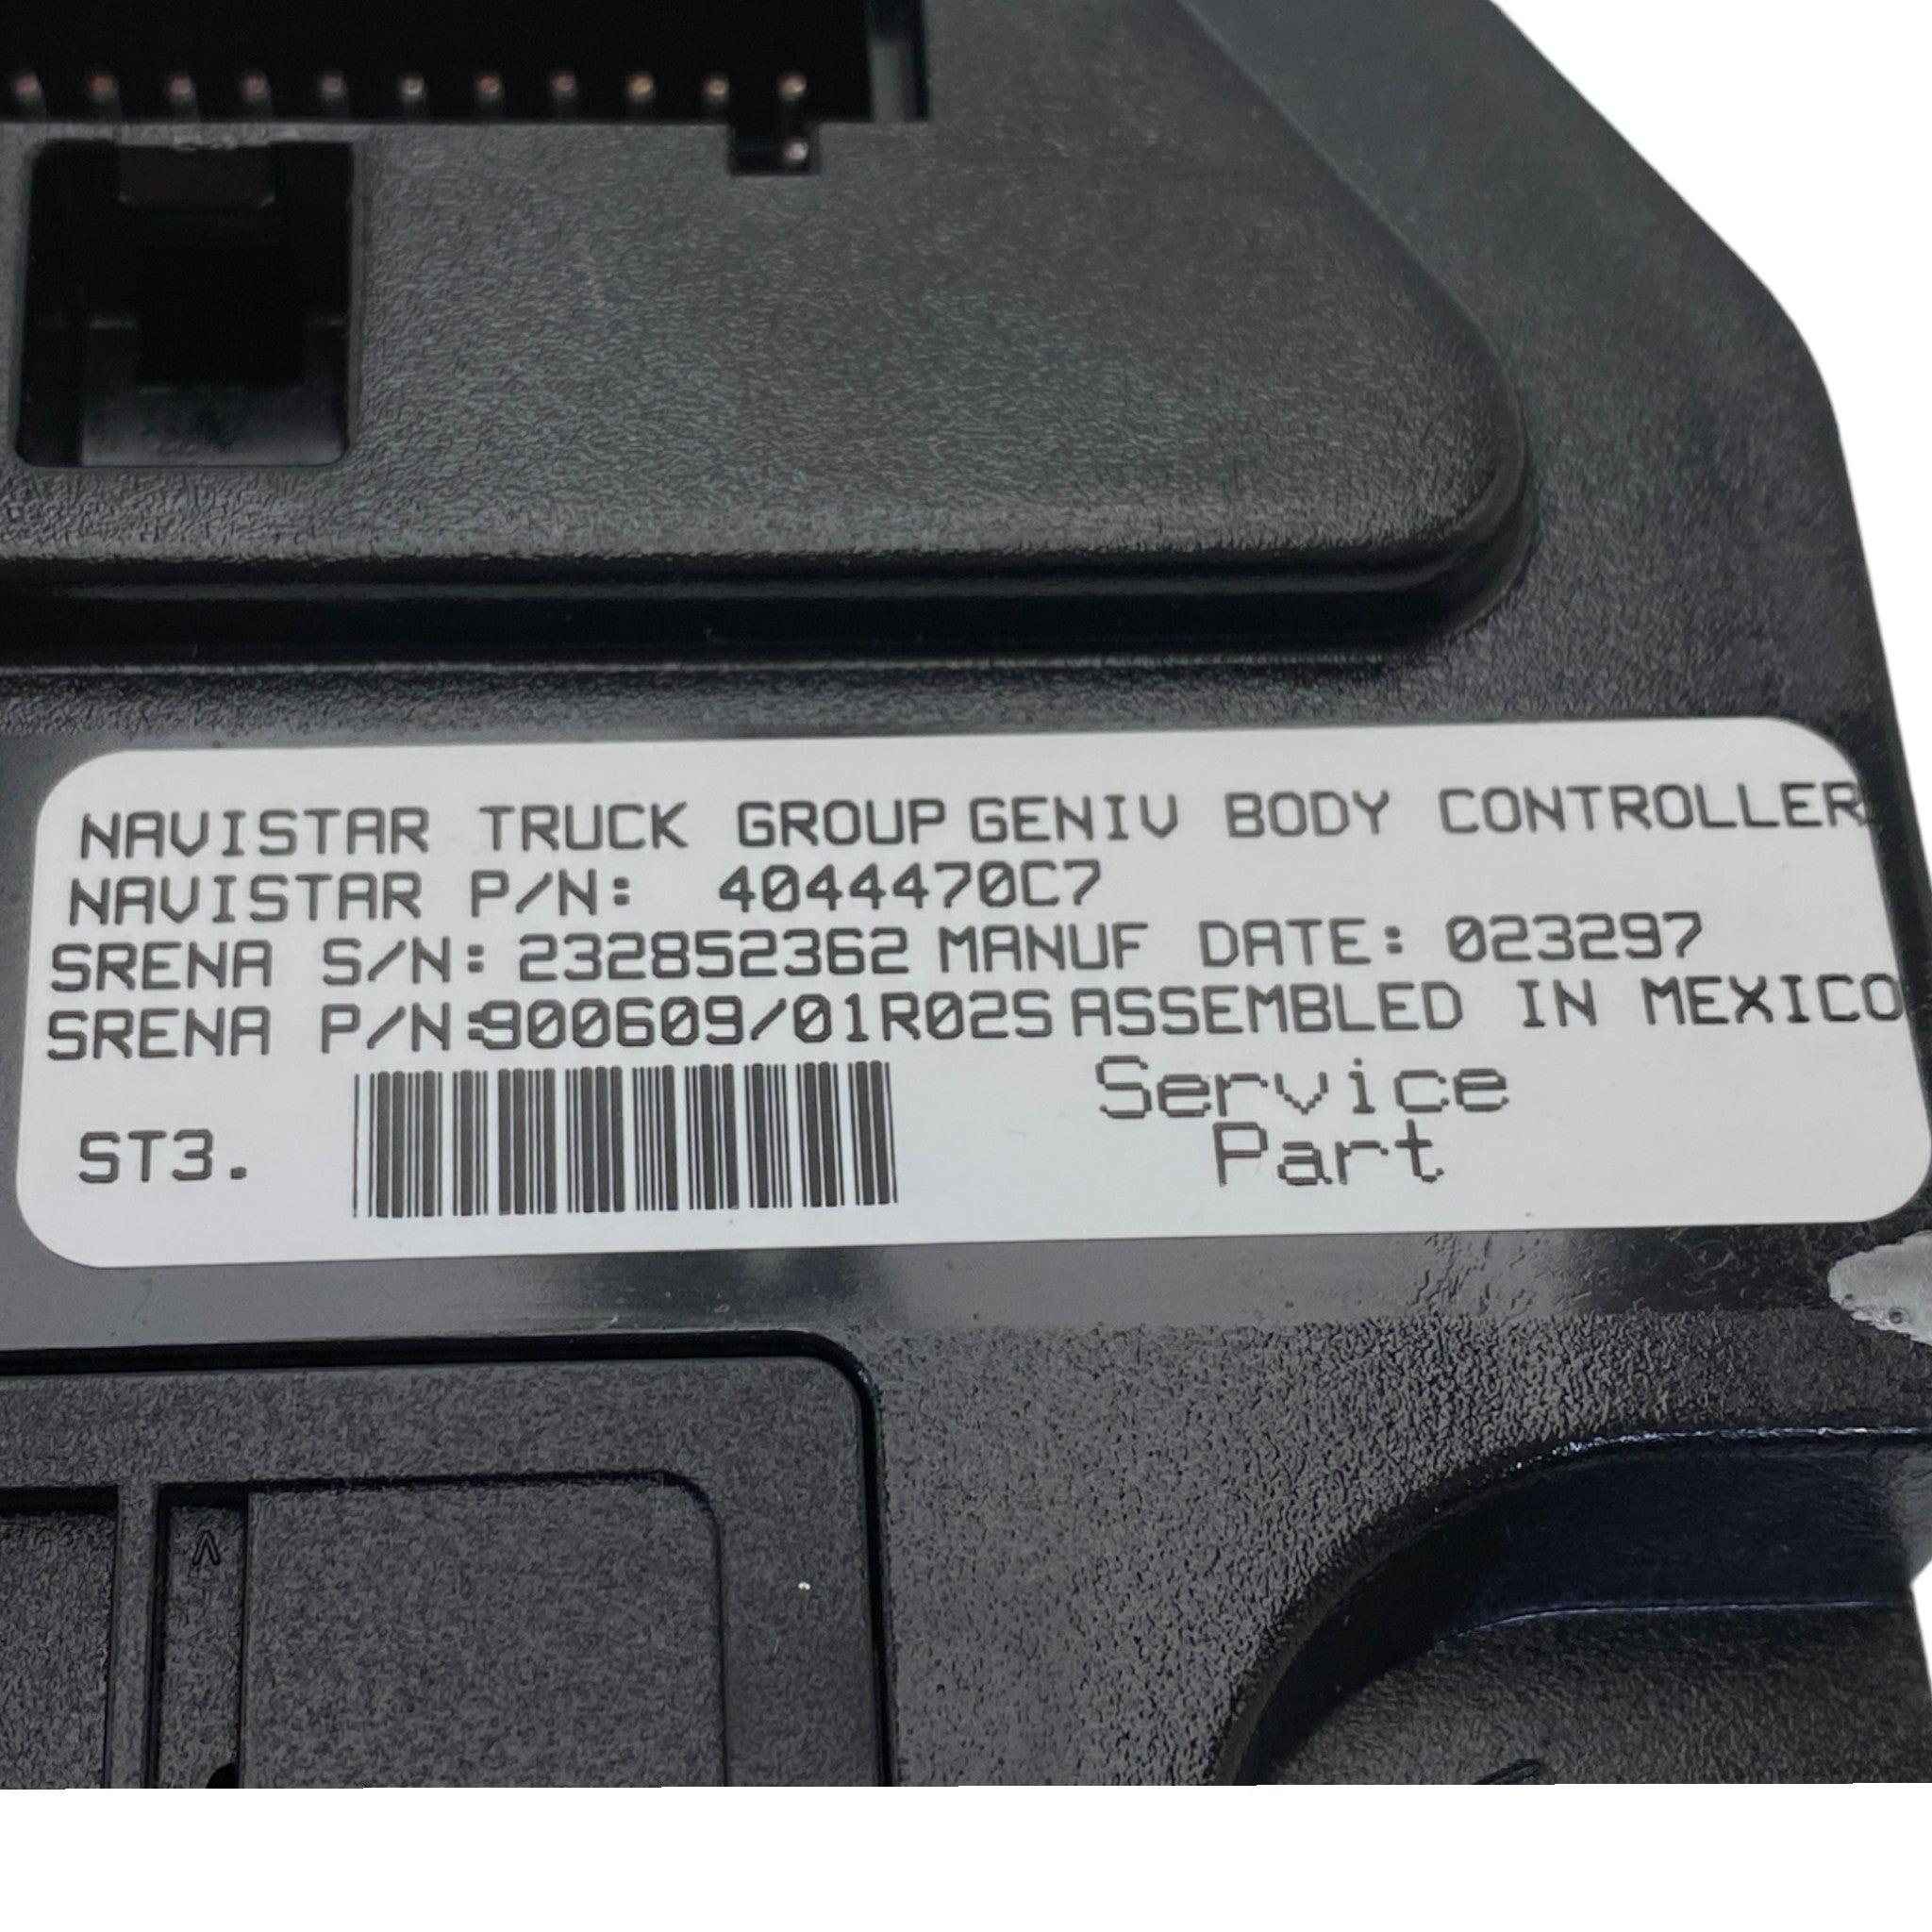 NAVISTAR TRUCK GROUP GENIV BODY CONTROLLER
NAVISTAR P/N: 4044470C7
SRENA S/N: 232852362 MANUF DATE: 023297
SRENA P/N:900609/01R02S ASSEMBLED IN MEXICO
ST3.
Service
Part